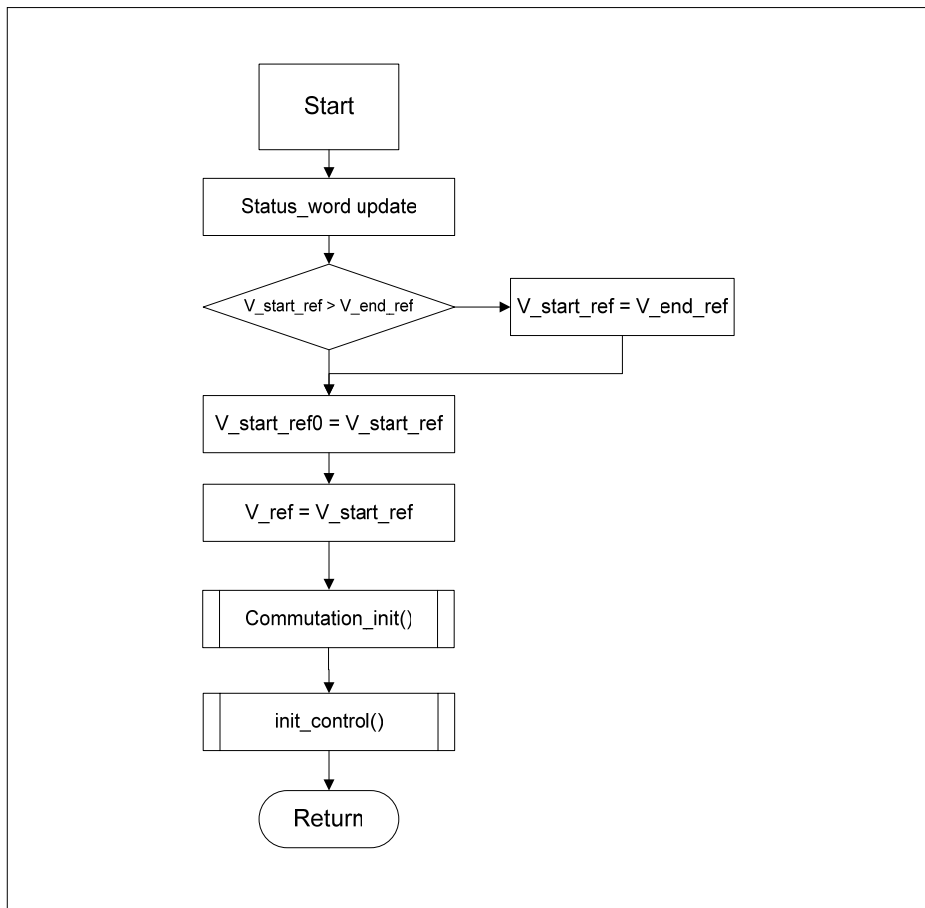 Start
Status_word update
V_start_ref > V_end_ref
V_start_ref = V_end_ref
V_start_ref0 = V_start_ref
V_ref = V_start_ref
Commutation_init()
init_control()
Return